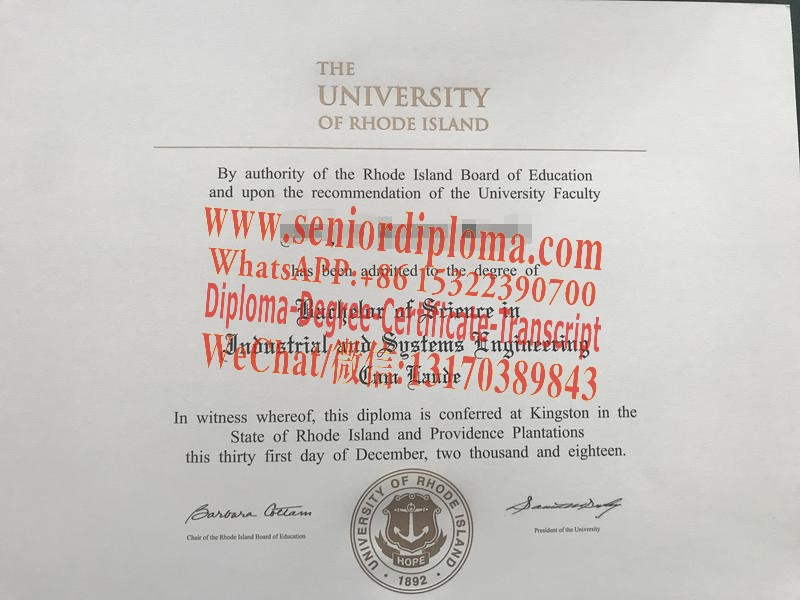 THE
UNIVERSITY
OF RHODE ISLAND
By authority of the Rhode Island Board of Education
and upon the recommendation of the University Faculty
www.seniordiploma.com
WhatsAPP:+86 15322390700
has been admitted to the degree of
Diploma-Degree-Certificate-Transcript
Bachelor of Science in
Industrial and Systems Engineering
WeChat/微信:13170389843
Cum Laude
In witness whereof, this diploma is conferred at Kingston in the
State of Rhode Island and Providence Plantations
this thirty first day of December, two thousand and eighteen.
Barbara Cottam
Chair of the Rhode Island Board of Education
President of the University
UNIVERSITY OF RHODE ISLAND
HOPE
1892